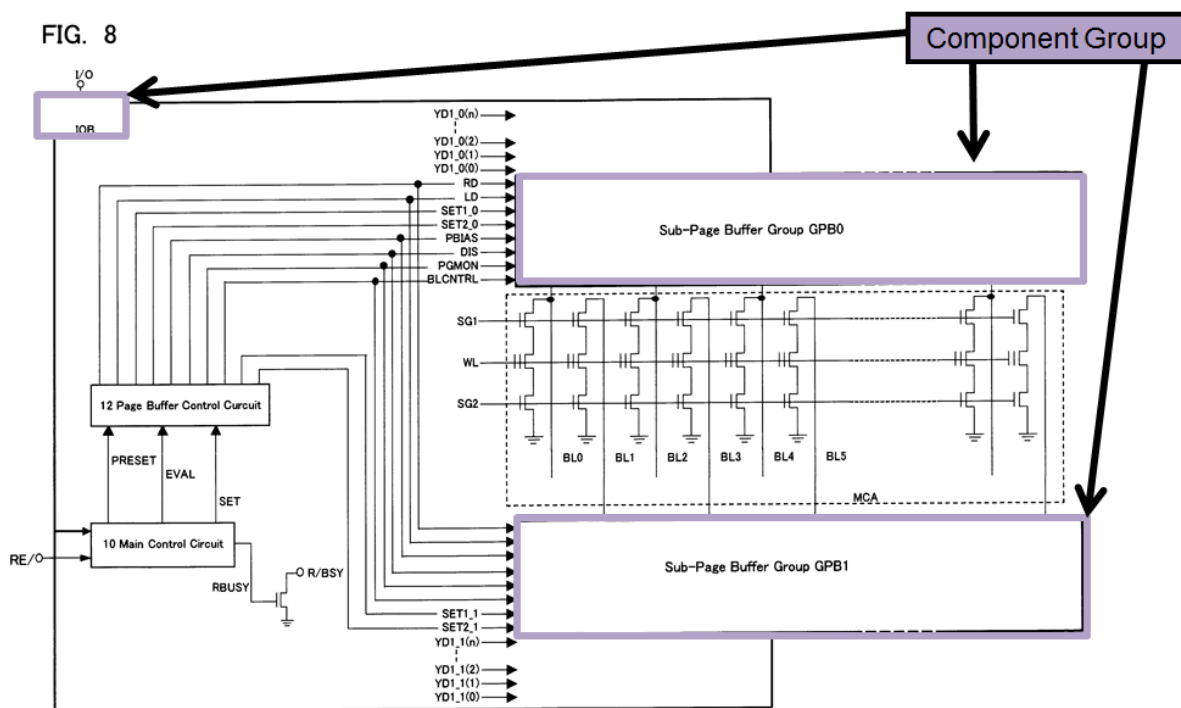 FIG. 8
Component Group
I/O
IOB
YD1_0(n)
YD1_0(2)
YD1_0(1)
YD1_0(0)
RD
LD
SET1_0
SET2_0
PBIAS
DIS
PGMON
BLCNTRL
Sub-Page Buffer Group GPB0
SG1
WL
SG2
12 Page Buffer Control Curcuit
PRESET
EVAL
SET
BL0
BL1
BL2
BL3
BL4
BL5
MCA
10 Main Control Circuit
RE/
RBUSY
R/BSY
Sub-Page Buffer Group GPB1
SET1_1
SET2_1
YD1_1(n)
YD1_1(2)
YD1_1(1)
YD1_1(0)